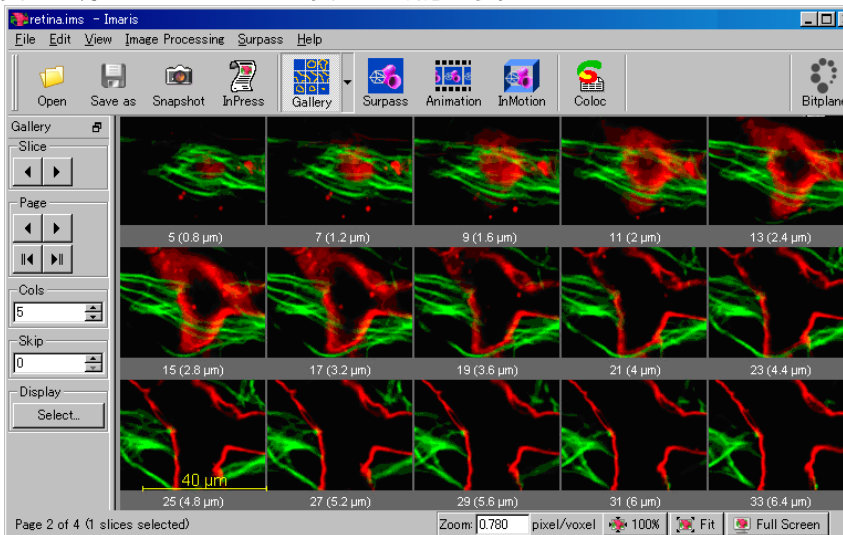 retina.ims - Imaris
File Edit View Image Processing Surpass Help
Open Save as Snapshot InPress Gallery Surpass Animation InMotion Coloc Bitplane
Gallery
Slice
Page
Cols
5
Skip
0
Display
Select...
5 (0.8 µm) 7 (1.2 µm) 9 (1.6 µm) 11 (2 µm) 13 (2.4 µm)
15 (2.8 µm) 17 (3.2 µm) 19 (3.6 µm) 21 (4 µm) 23 (4.4 µm)
40 µm
25 (4.8 µm) 27 (5.2 µm) 29 (5.6 µm) 31 (6 µm) 33 (6.4 µm)
Page 2 of 4 (1 slices selected) Zoom: 0.780 pixel/voxel 100% Fit Full Screen